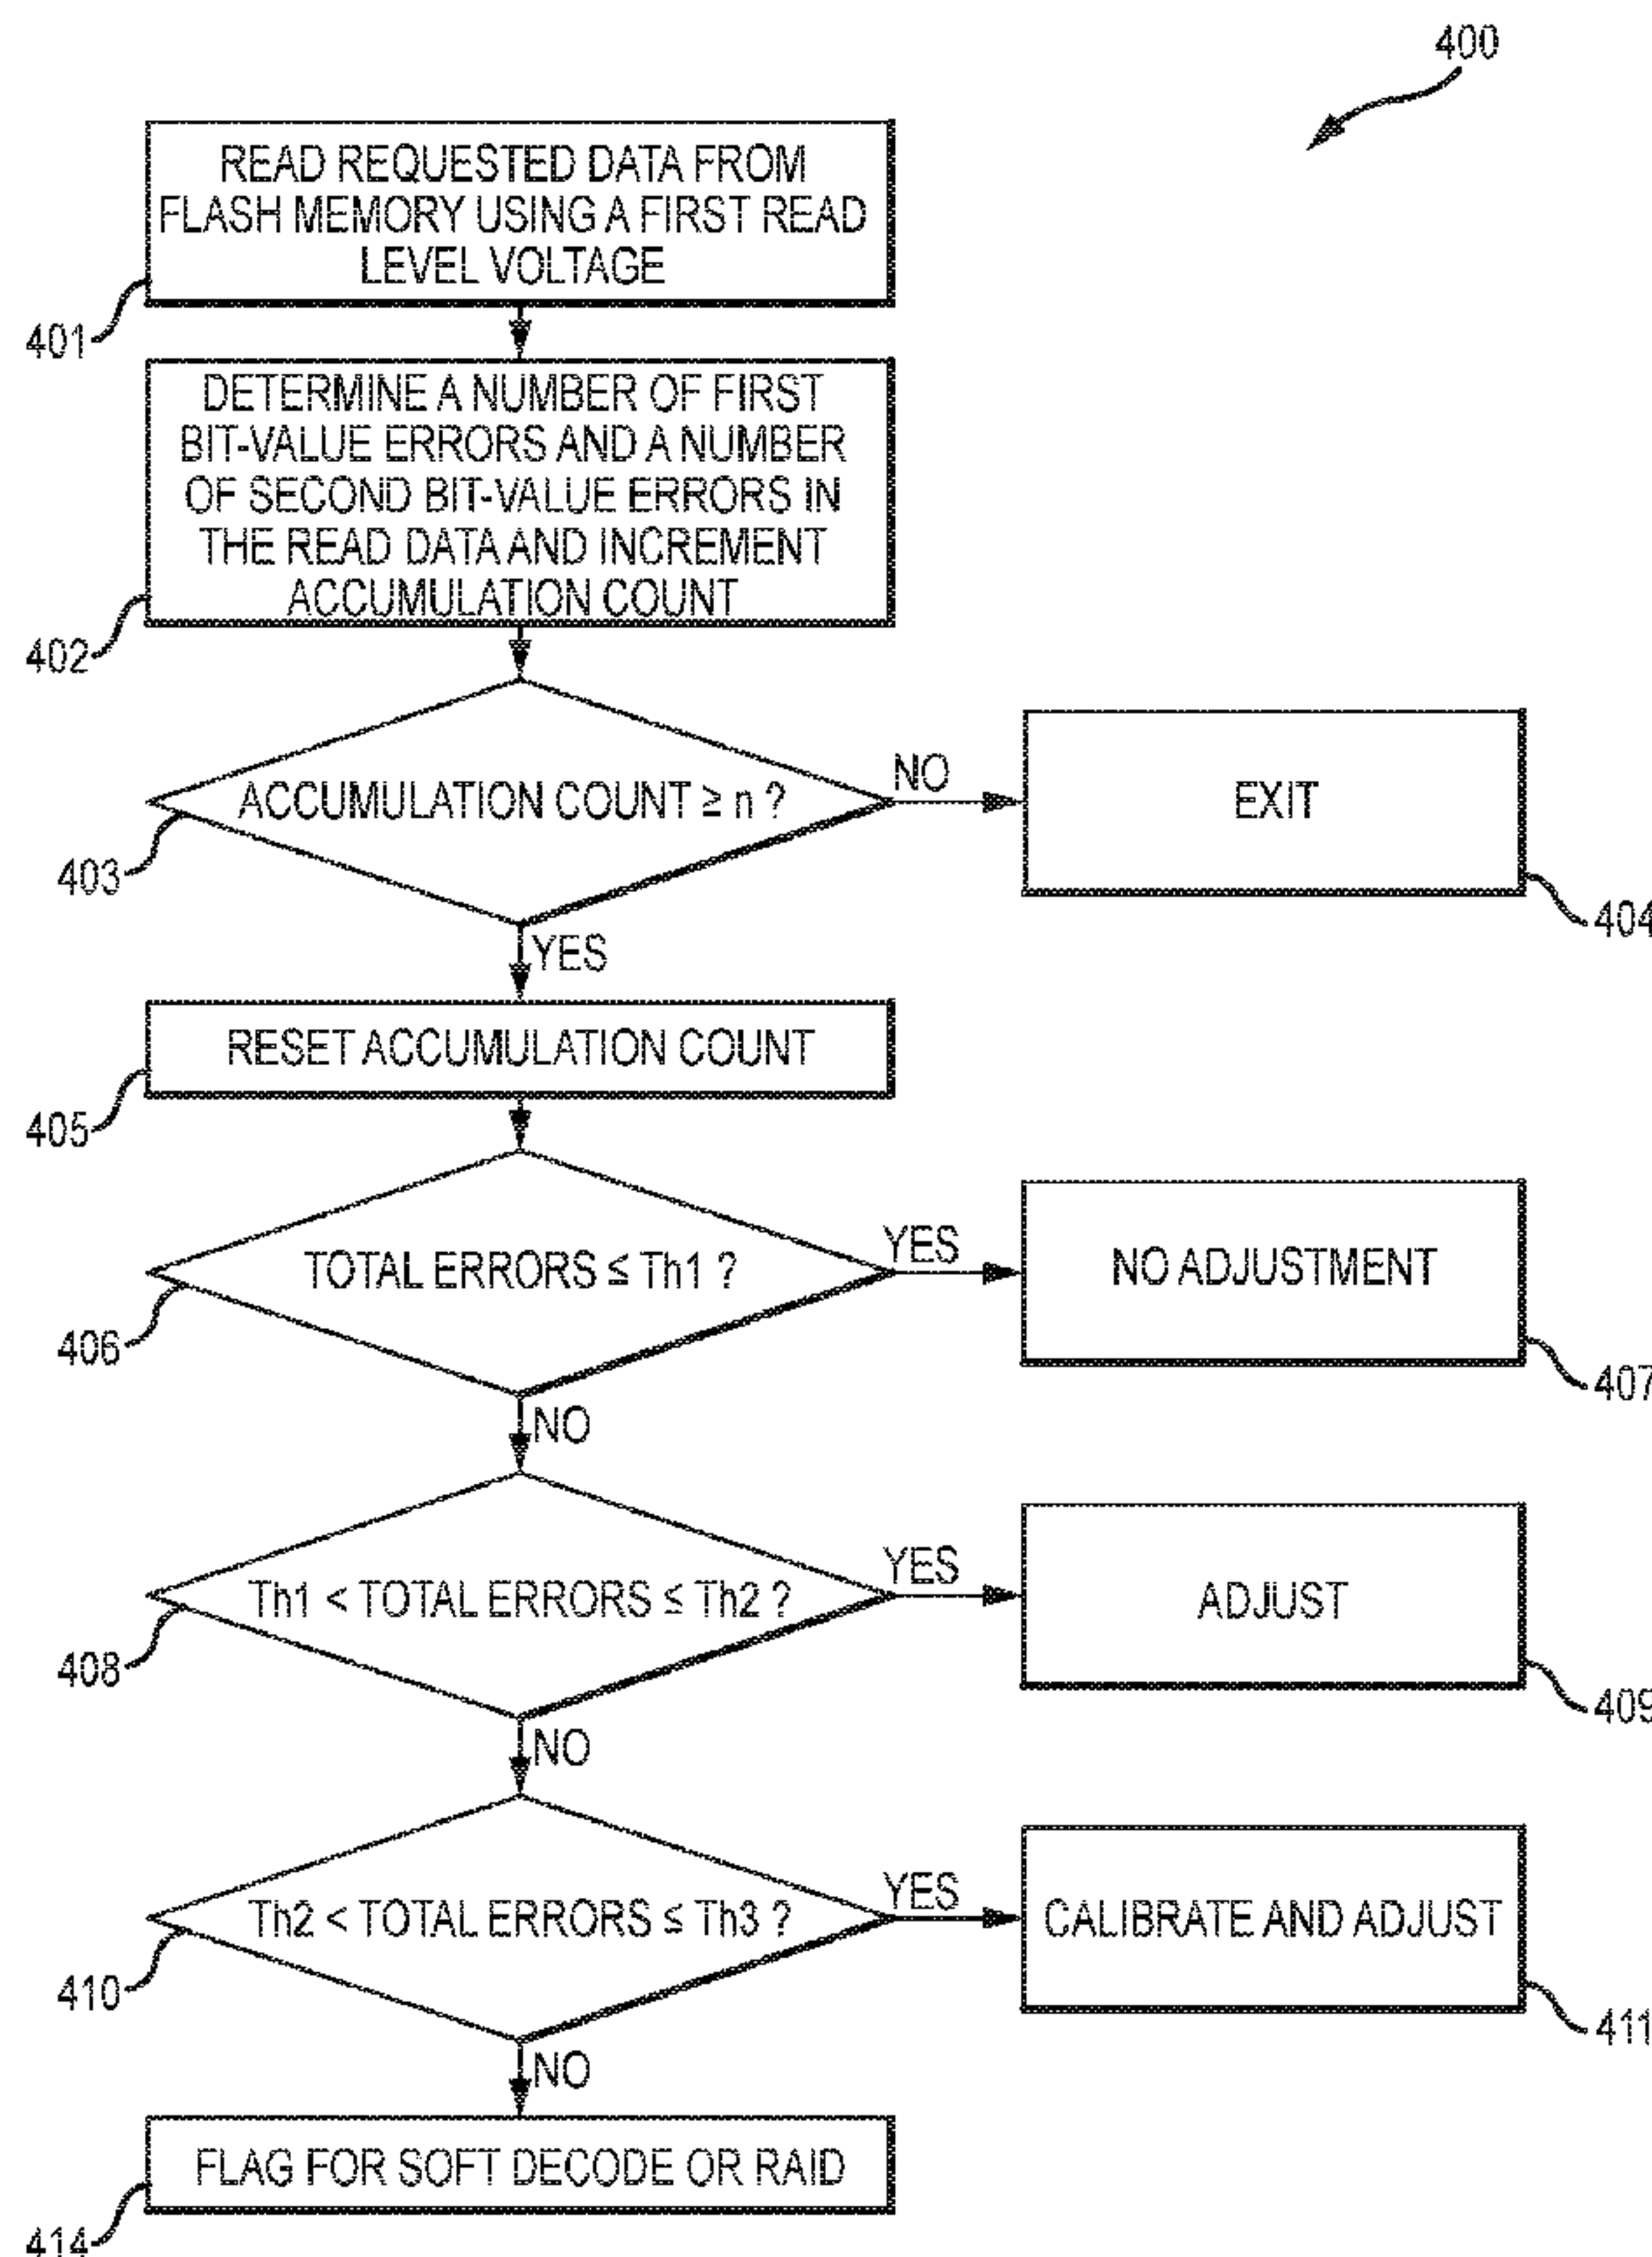 400
READ REQUESTED DATA FROM
FLASH MEMORY USING A FIRST READ
LEVEL VOLTAGE
401
DETERMINE A NUMBER OF FIRST
BIT-VALUE ERRORS AND A NUMBER
OF SECOND BIT-VALUE ERRORS IN
THE READ DATA AND INCREMENT
ACCUMULATION COUNT
402
ACCUMULATION COUNT ≥ n ?
NO
EXIT
403
404
YES
RESET ACCUMULATION COUNT
405
TOTAL ERRORS ≤ Th1 ?
YES
NO ADJUSTMENT
406
407
NO
Th1 < TOTAL ERRORS ≤ Th2 ?
YES
ADJUST
408
409
NO
Th2 < TOTAL ERRORS ≤ Th3 ?
YES
CALIBRATE AND ADJUST
410
411
NO
FLAG FOR SOFT DECODE OR RAID
414